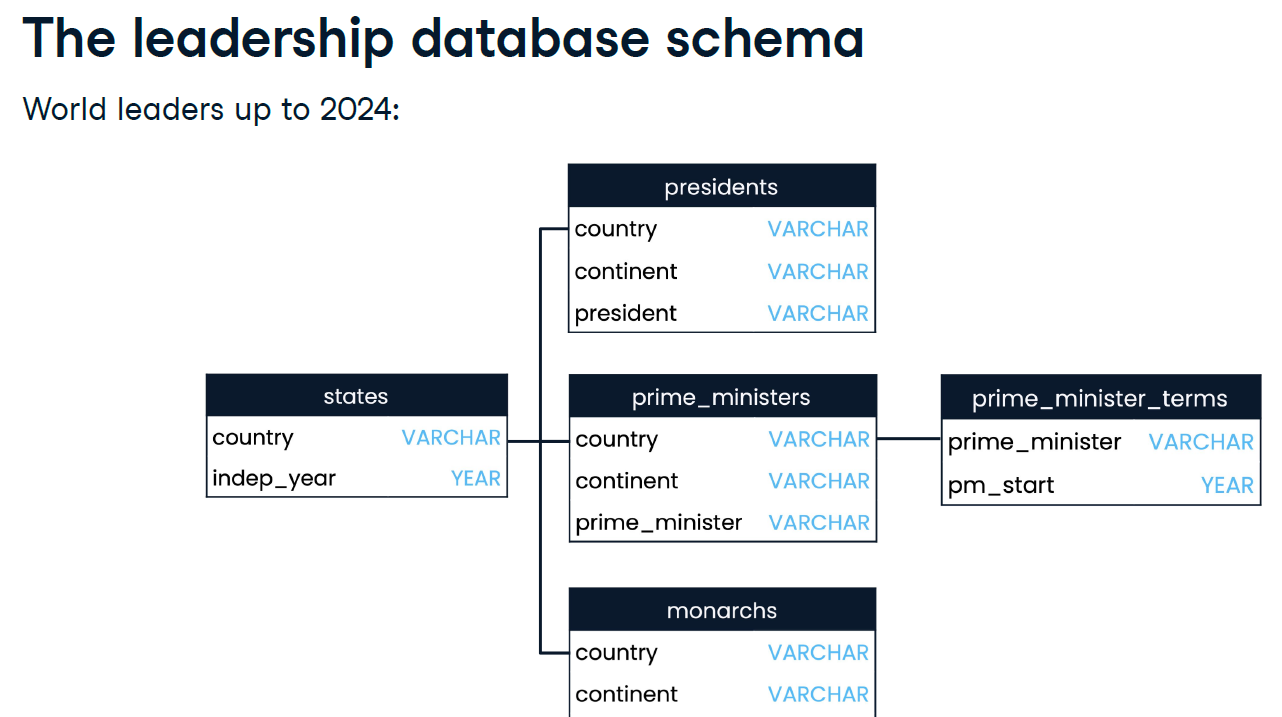 The leadership database schema
World leaders up to 2024:
presidents
country VARCHAR
continent VARCHAR
president VARCHAR
states
country VARCHAR
indep_year YEAR
prime_ministers
country VARCHAR
continent VARCHAR
prime_minister VARCHAR
prime_minister_terms
prime_minister VARCHAR
pm_start YEAR
monarchs
country VARCHAR
continent VARCHAR